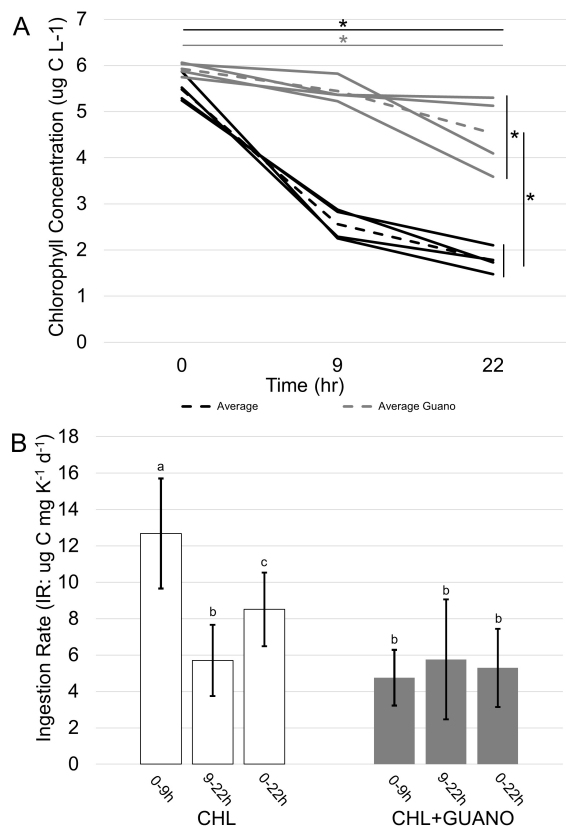 A
Chlorophyll Concentration (ug C L-1)
7
6
5
4
3
2
1
0
*
*
*
*
0 9 22
Time (hr)
Average Average Guano
B
Ingestion Rate (IR: ug C mg K⁻¹ d⁻¹)
18
16
14
12
10
8
6
4
2
0
a
b
c
b
b
b
0-9h 9-22h 0-22h 0-9h 9-22h 0-22h
CHL CHL+GUANO